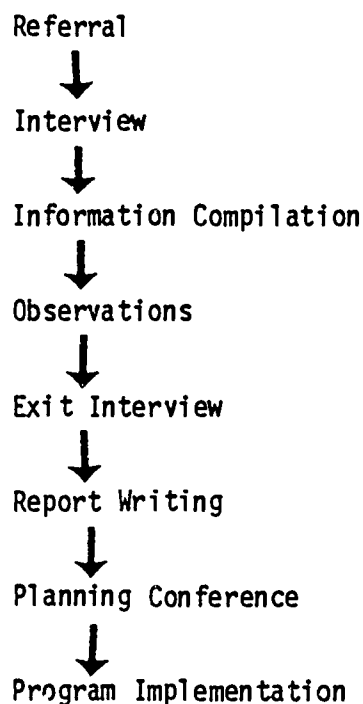 Referral
Interview
Information Compilation
Observations
Exit Interview
Report Writing
Planning Conference
Program Implementation